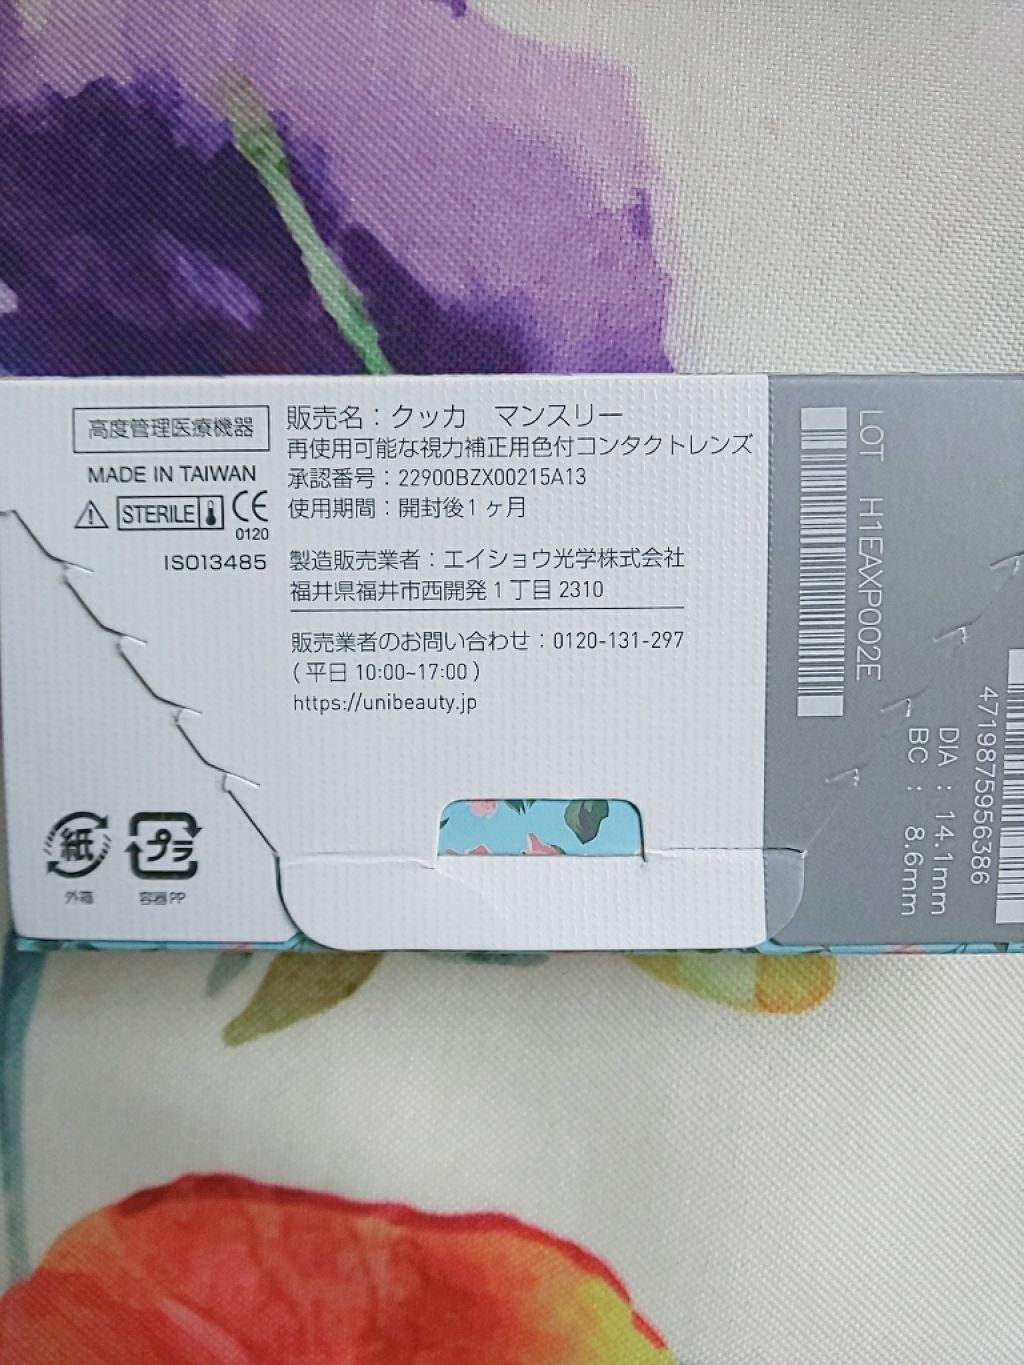 高度管理医療機器
MADE IN TAIWAN
STERILE
CE
0120
ISO13485
販売名：クッカ　マンスリー
再使用可能な視力補正用色付コンタクトレンズ
承認番号：22900BZX00215A13
使用期間：開封後1ヶ月
製造販売業者：エイショウ光学株式会社
福井県福井市西開発1丁目2310
販売業者のお問い合わせ：0120-131-297
（平日 10:00~17:00）
https://unibeauty.jp
紙
外箱
プラ
容器PP
LOT H1EAXP002E
4719875956386
DIA : 14.1mm
BC : 8.6mm